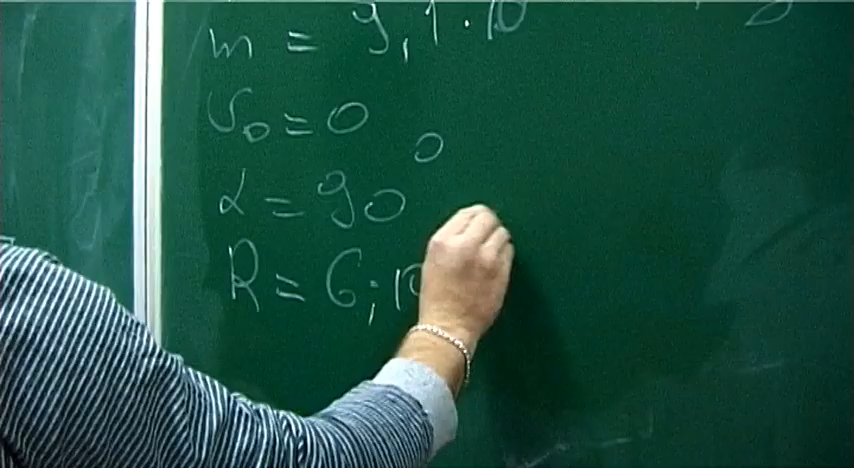 m = 9,1 · 10
υ₀ = 0
α = 90°
R = 6 · 10